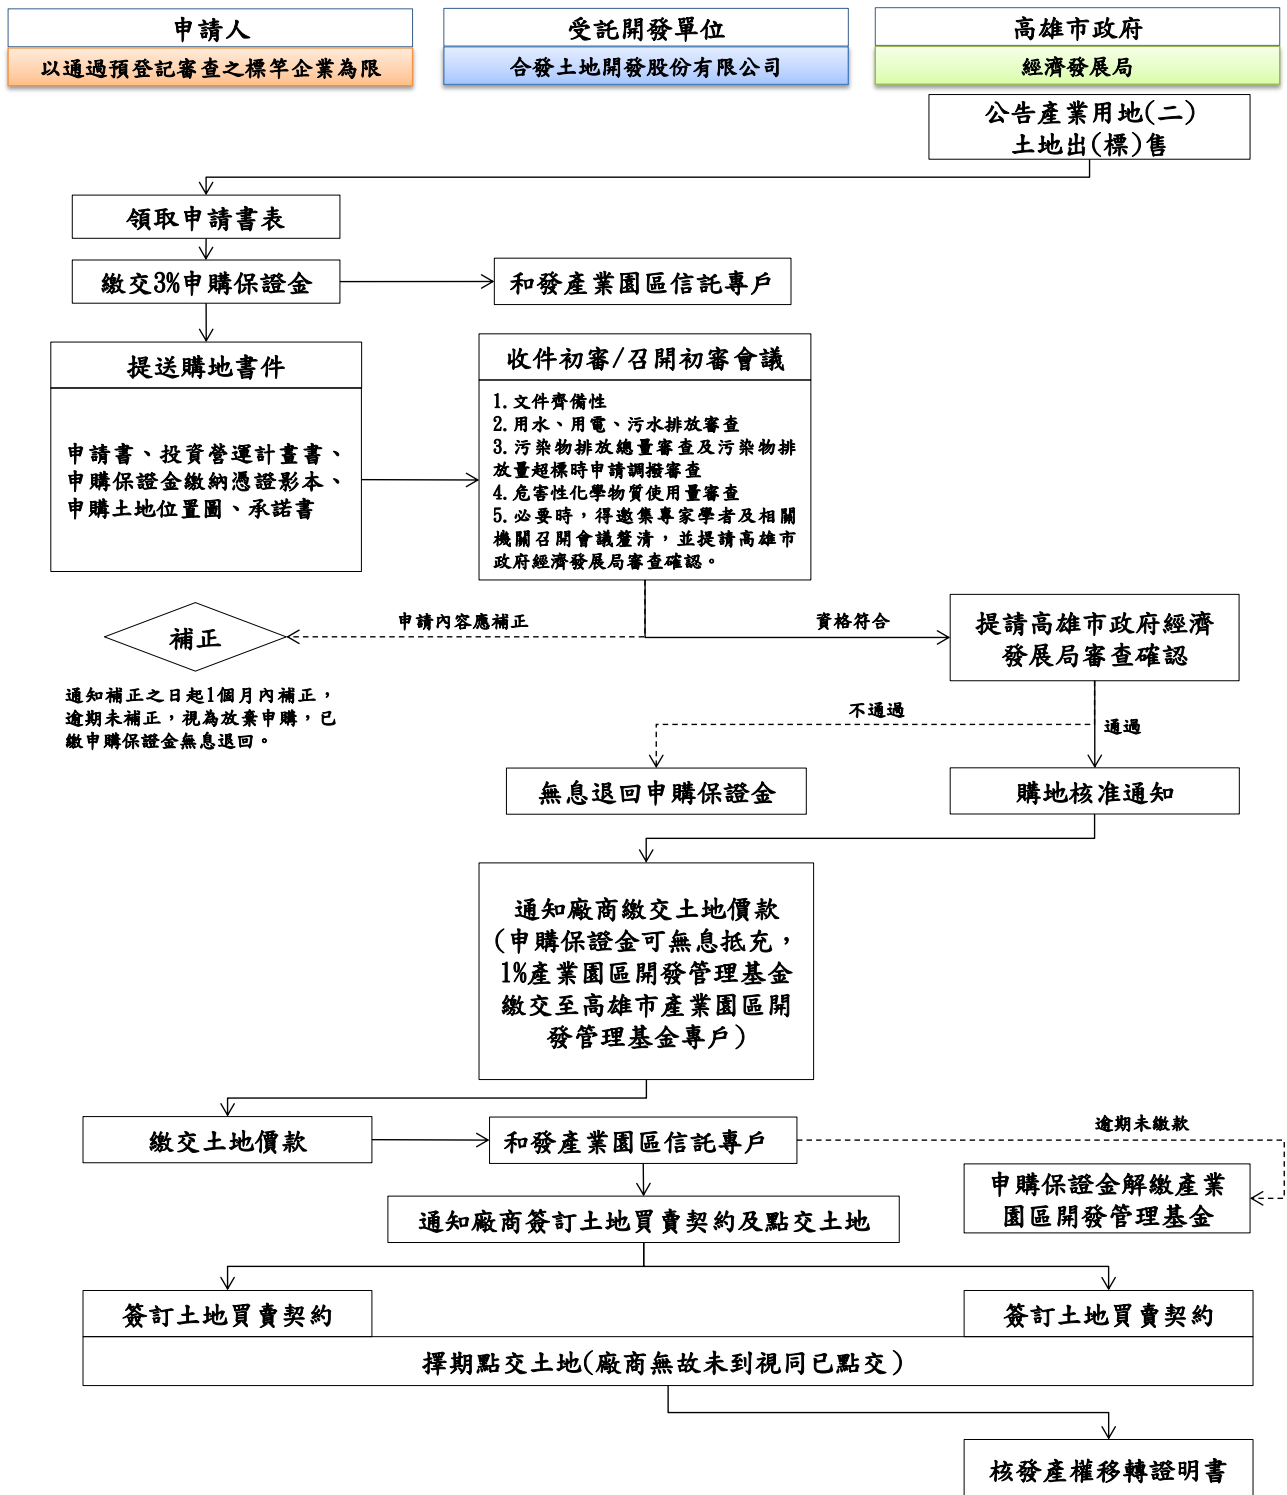 申請人
以通過預登記審查之標竿企業為限
受託開發單位
合發土地開發股份有限公司
高雄市政府
經濟發展局
公告產業用地(二)
土地出(標)售
領取申請書表
繳交3%申購保證金
和發產業園區信託專戶
提送購地書件
申請書、投資營運計畫書、
申購保證金繳納憑證影本、
申購土地位置圖、承諾書
收件初審/召開初審會議
1.文件齊備性
2.用水、用電、污水排放審查
3.污染物排放總量審查及污染物排
放量超標時申請調撥審查
4.危害性化學物質使用量審查
5.必要時，得邀集專家學者及相關
機關召開會議釐清，並提請高雄市
政府經濟發展局審查確認。
申請內容應補正
資格符合
補正
通知補正之日起1個月內補正，
逾期未補正，視為放棄申購，已
繳申購保證金無息退回。
提請高雄市政府經濟
發展局審查確認
不通過
通過
無息退回申購保證金
購地核准通知
通知廠商繳交土地價款
(申購保證金可無息抵充，
1%產業園區開發管理基金
繳交至高雄市產業園區開
發管理基金專戶)
繳交土地價款
和發產業園區信託專戶
逾期未繳款
申購保證金解繳產業
園區開發管理基金
通知廠商簽訂土地買賣契約及點交土地
簽訂土地買賣契約
簽訂土地買賣契約
擇期點交土地(廠商無故未到視同已點交)
核發產權移轉證明書